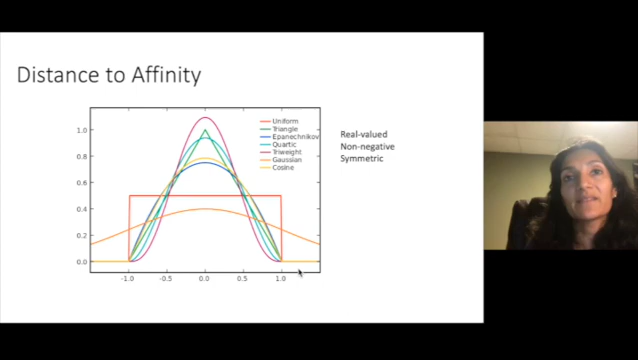 Distance to Affinity
Uniform
Triangle
Epanechnikov
Quartic
Triweight
Gaussian
Cosine
1.0
0.8
0.6
0.4
0.2
0.0
-1.0 -0.5 0.0 0.5 1.0
Real-valued
Non-negative
Symmetric